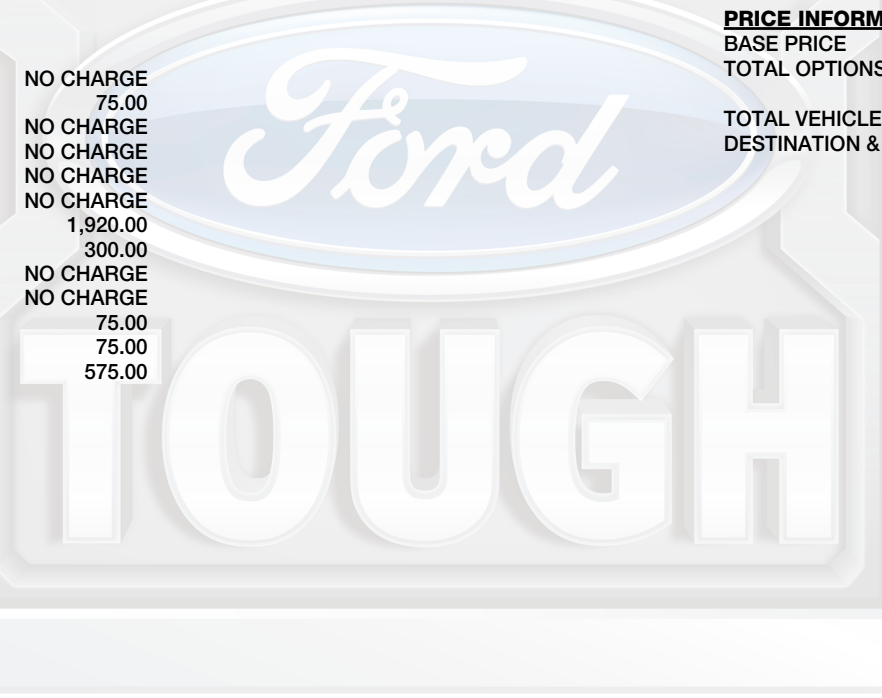 PRICE INFORM
BASE PRICE
TOTAL OPTIONS
TOTAL VEHICLE
DESTINATION &
NO CHARGE
75.00
NO CHARGE
NO CHARGE
NO CHARGE
NO CHARGE
1,920.00
300.00
NO CHARGE
NO CHARGE
75.00
75.00
575.00
Ford
TOUGH